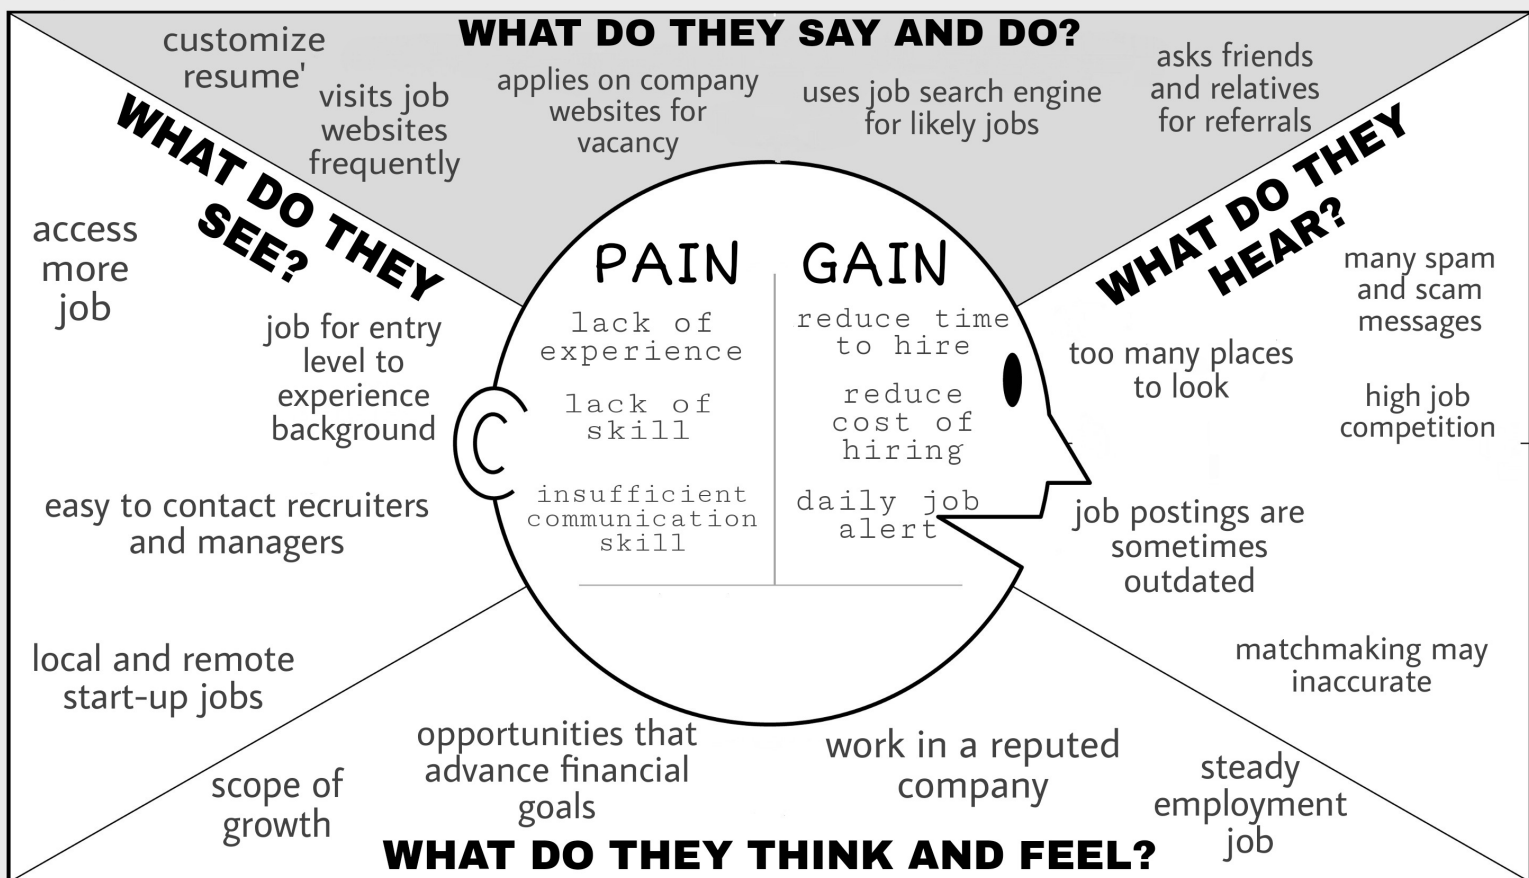 WHAT DO THEY SAY AND DO?
customize
resume'
visits job
websites
frequently
applies on company
websites for
vacancy
uses job search engine
for likely jobs
asks friends
and relatives
for referrals
WHAT DO THEY
SEE?
access
more
job
job for entry
level to
experience
background
easy to contact recruiters
and managers
local and remote
start-up jobs
PAIN
lack of
experience
lack of
skill
insufficient
communication
skill
GAIN
reduce time
to hire
reduce
cost of
hiring
daily job
alert
WHAT DO THEY
HEAR?
many spam
and scam
messages
too many places
to look
high job
competition
job postings are
sometimes
outdated
matchmaking may
inaccurate
scope of
growth
opportunities that
advance financial
goals
work in a reputed
company
steady
employment
job
WHAT DO THEY THINK AND FEEL?